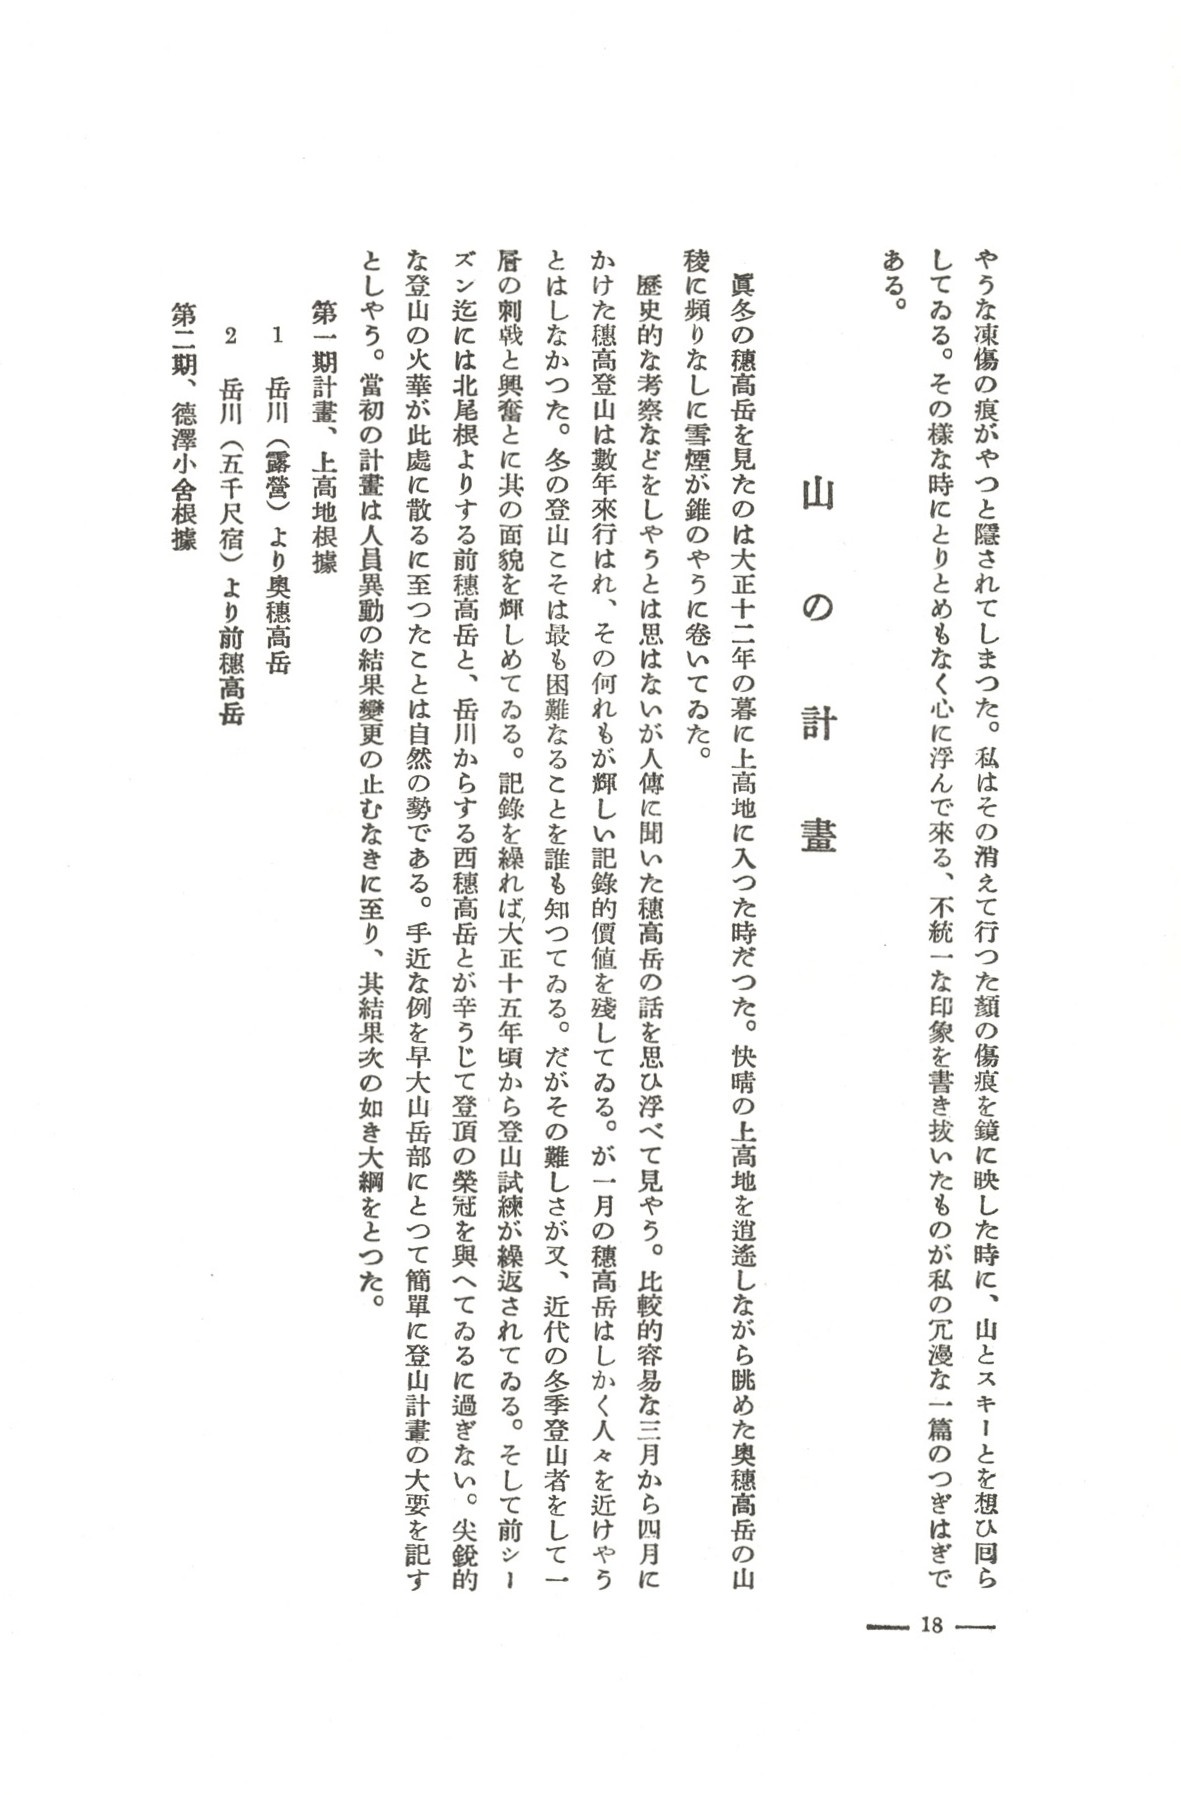 やうな凍傷の痕がやつと隱されてしまつた。私はその消えて行つた顏の傷痕を鏡に映した時に、山とスキーとを想ひ回ら
してゐる。その樣な時にとりとめもなく心に浮んで來る、不統一な印象を書き拔いたものが私の冗漫な一篇のつぎはぎで
ある。
山の計畫
眞冬の穗高岳を見たのは大正十二年の暮に上高地に入つた時だつた。快晴の上高地を逍遙しながら眺めた奥穗高岳の山
稜に頻りなしに雪煙が錐のやうに卷いてゐた。
歷史的な考察などをしやうとは思はないが人傳に聞いた穗高岳の話を思ひ浮べて見やう。比較的容易な三月から四月に
かけた穗高登山は數年來行はれ、その何れもが輝しい記錄的價値を殘してゐる。が一月の穗高岳はしかく人々を近けやう
とはしなかつた。冬の登山こそは最も困難なることを誰も知つてゐる。だがその難しさが又、近代の冬季登山者をして一
層の刺戟と興奮とに其の面貌を輝しめてゐる。記錄を繰れば、大正十五年頃から登山試練が繰返されてゐる。そして前シー
ズン迄には北尾根よりする前穗高岳と、岳川からする西穗高岳とが辛うじて登頂の榮冠を與へてゐるに過ぎない。尖銳的
な登山の火華が此處に散るに至つたことは自然の勢である。手近な例を早大山岳部にとつて簡單に登山計畫の大要を記す
としやう。當初の計畫は人員異動の結果變更の止むなきに至り、其結果次の如き大綱をとつた。
第一期計畫、上高地根據
1 岳川（露營）より奥穗高岳
2 岳川（五千尺宿）より前穗高岳
第二期、德澤小舍根據
— 18 —